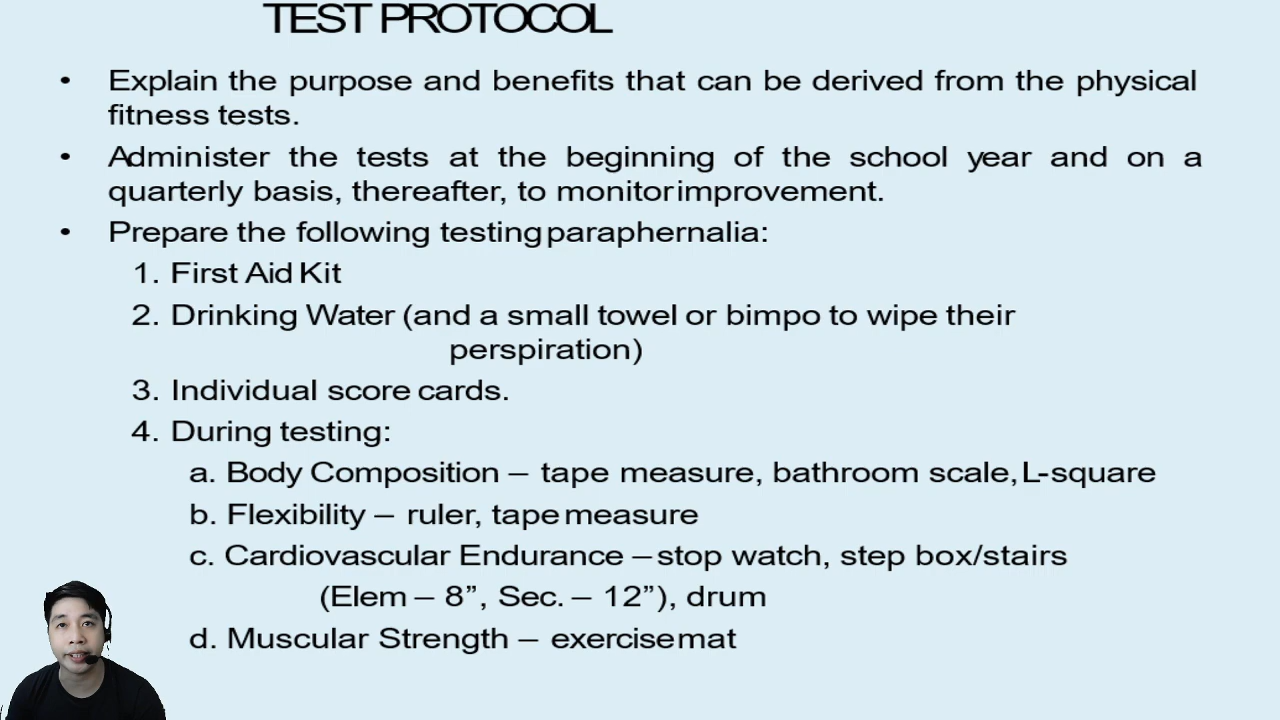 TEST PROTOCOL
• Explain the purpose and benefits that can be derived from the physical
fitness tests.
• Administer the tests at the beginning of the school year and on a
quarterly basis, thereafter, to monitor improvement.
• Prepare the following testing paraphernalia:
1. First Aid Kit
2. Drinking Water (and a small towel or bimpo to wipe their
perspiration)
3. Individual score cards.
4. During testing:
a. Body Composition – tape measure, bathroom scale, L-square
b. Flexibility – ruler, tape measure
c. Cardiovascular Endurance – stop watch, step box/stairs
(Elem – 8”, Sec. – 12”), drum
d. Muscular Strength – exercise mat